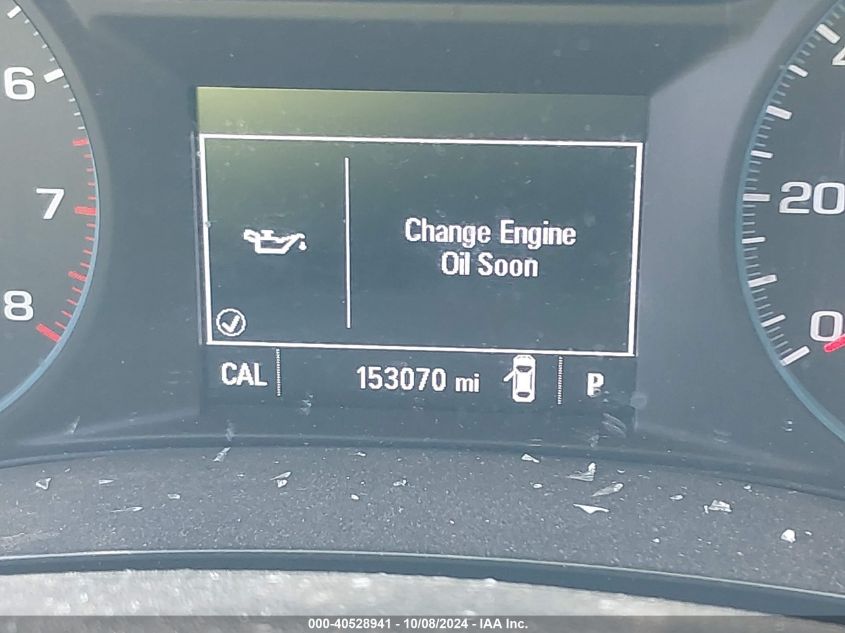 6
7
8
Change Engine
Oil Soon
CAL
153070 mi
P
4
20
0
000-40528941 - 10/08/2024 - IAA Inc.